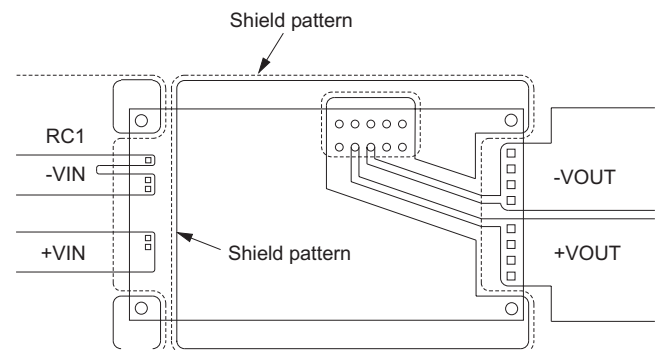 Shield pattern
RC1
-VIN
-VOUT
+VIN
Shield pattern
+VOUT